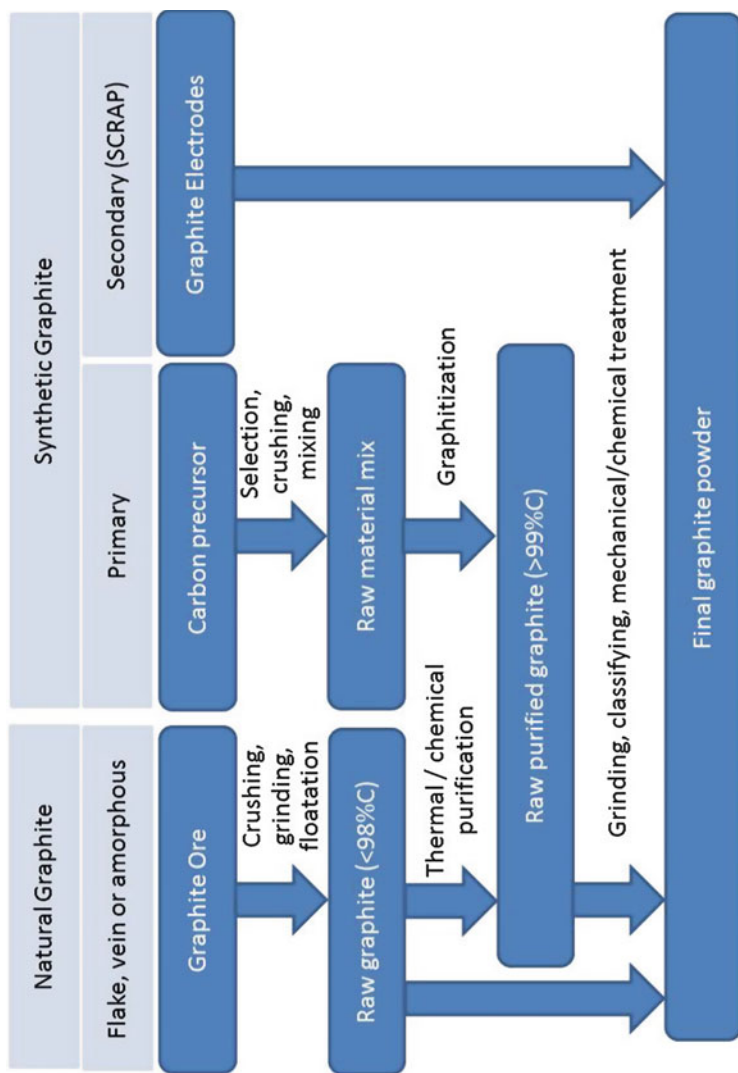 Natural Graphite
Synthetic Graphite
Flake, vein or amorphous
Primary
Secondary (SCRAP)
Graphite Ore
Carbon precursor
Graphite Electrodes
Crushing,
grinding,
floatation
Selection,
crushing,
mixing
Raw graphite (<98%C)
Raw material mix
Thermal / chemical
purification
Graphitization
Raw purified graphite (>99%C)
Grinding, classifying, mechanical/chemical treatment
Final graphite powder